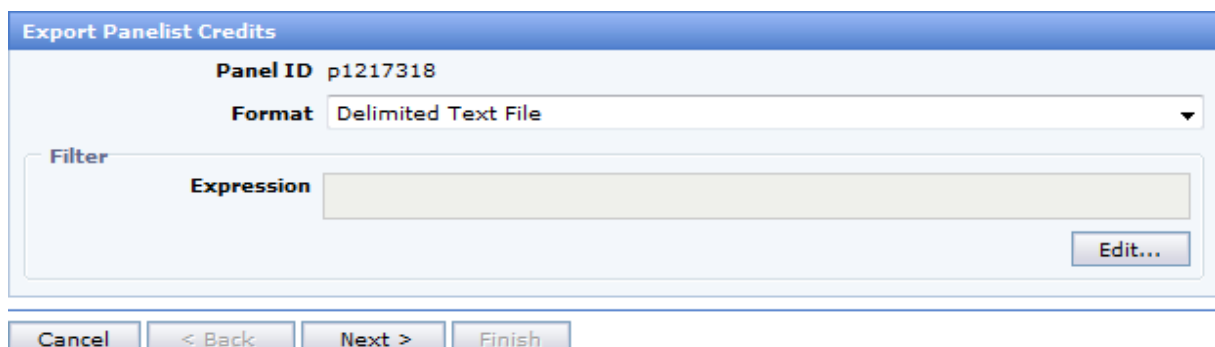 Export Panelist Credits
Panel ID p1217318
Format Delimited Text File
Filter
Expression
Edit...
Cancel < Back Next > Finish